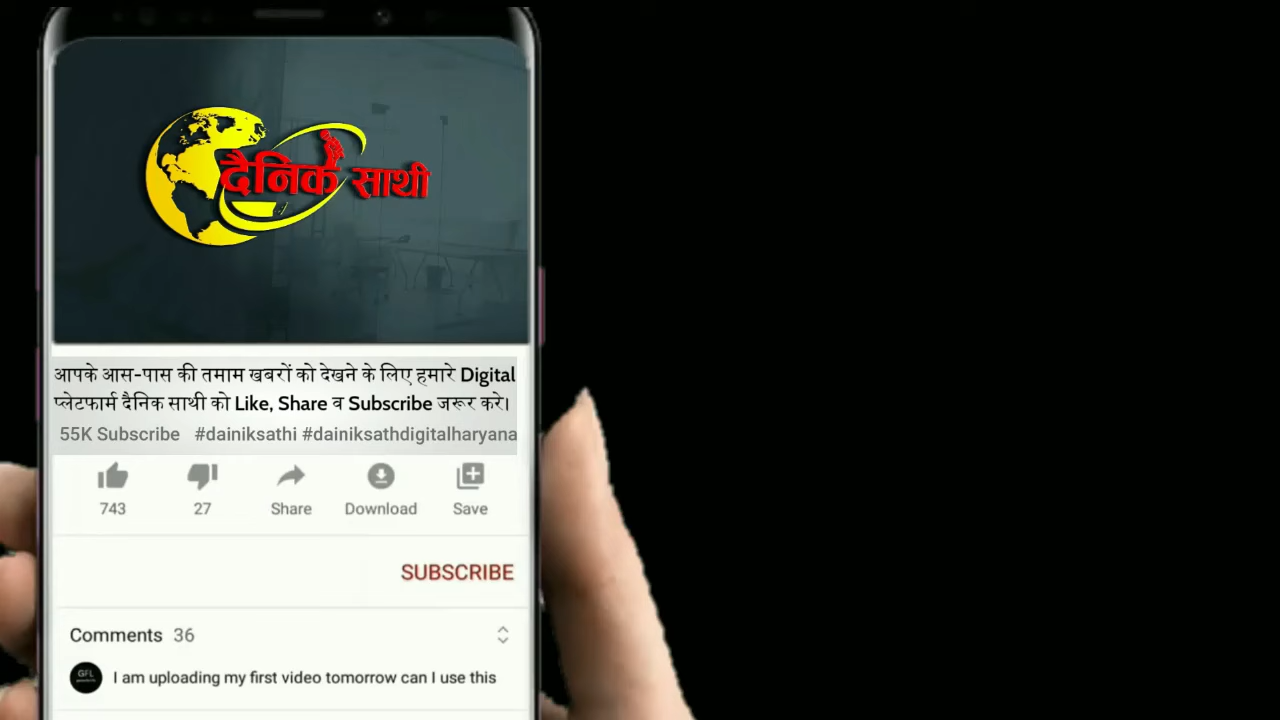 दैनिक साथी
आपके आस-पास की तमाम खबरों को देखने के लिए हमारे Digital
प्लेटफार्म दैनिक साथी को Like, Share व Subscribe जरूर करे।
55K Subscribe #dainiksathi #dainiksathdigitalharyana
743 27 Share Download Save
SUBSCRIBE
Comments 36
GFL
I am uploading my first video tomorrow can I use this